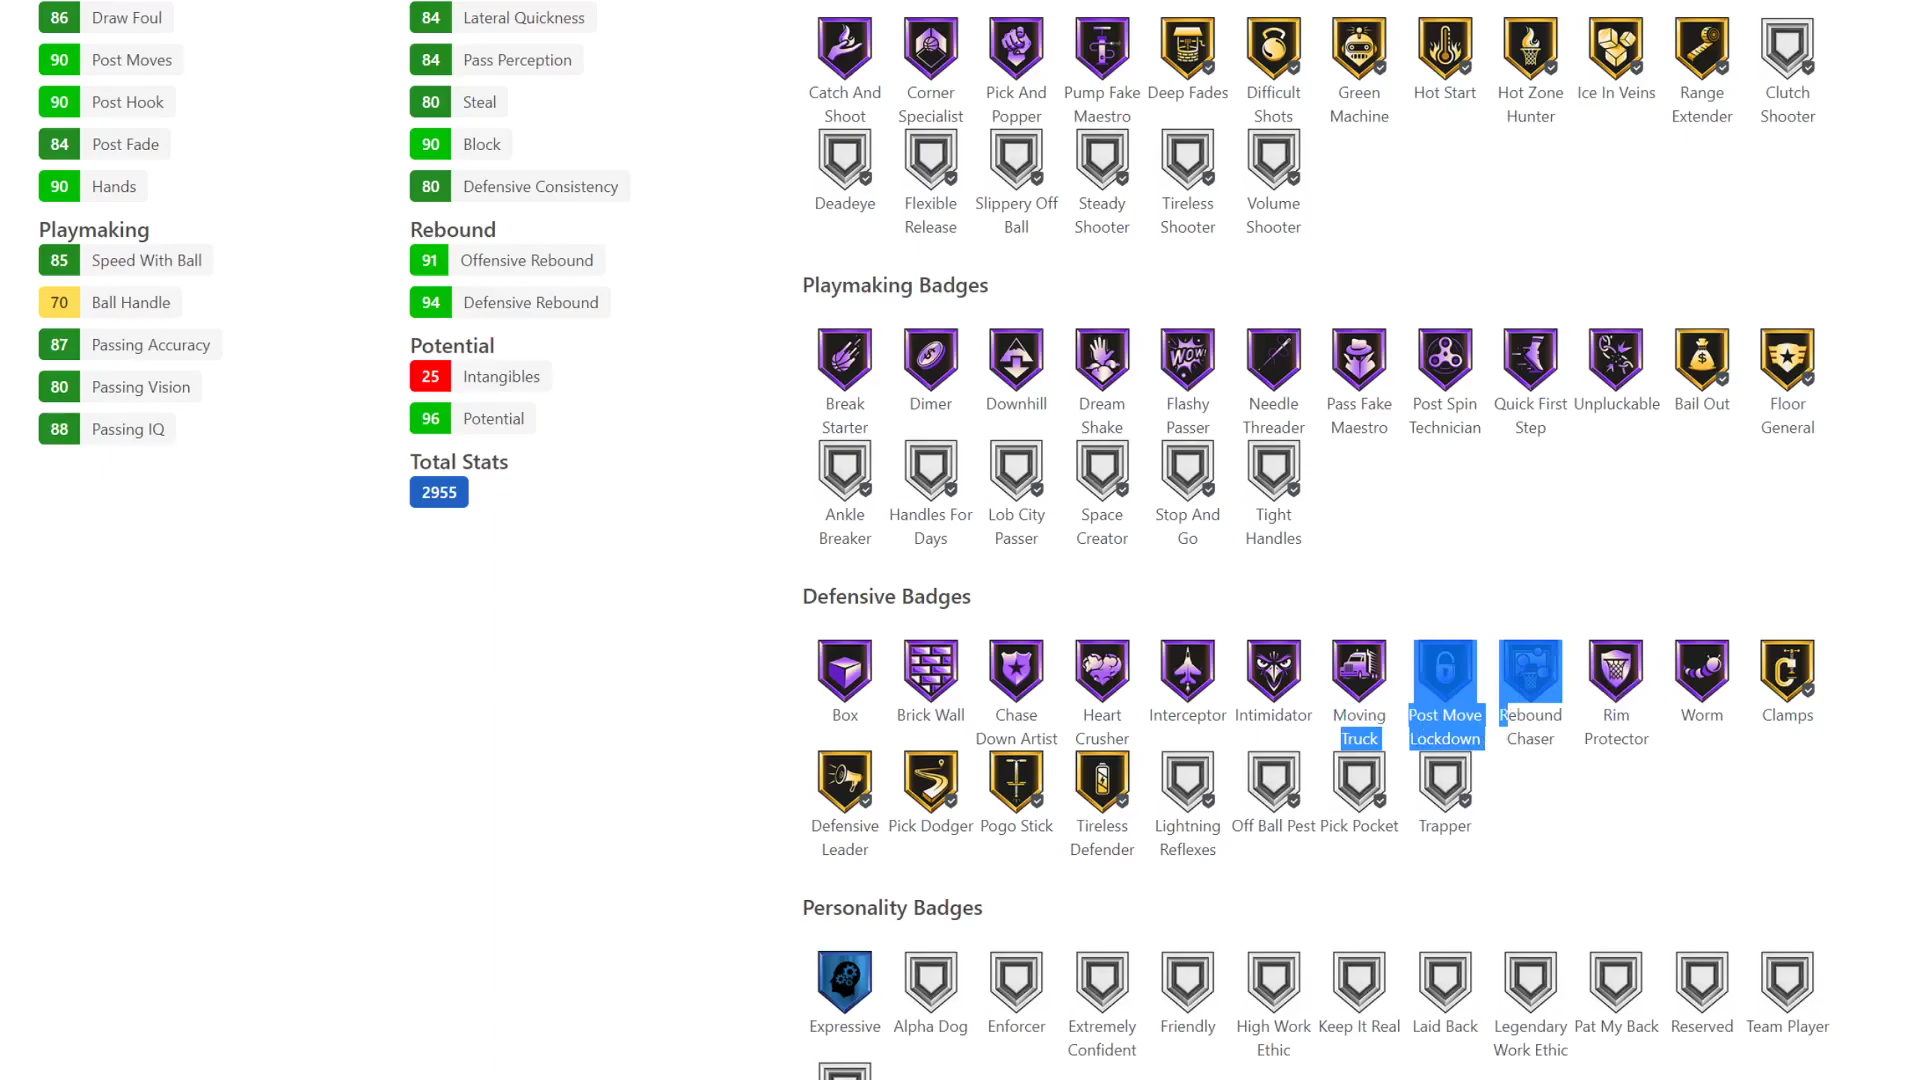 86 Draw Foul
90 Post Moves
90 Post Hook
84 Post Fade
90 Hands
Playmaking
85 Speed With Ball
70 Ball Handle
87 Passing Accuracy
80 Passing Vision
88 Passing IQ
84 Lateral Quickness
84 Pass Perception
80 Steal
90 Block
80 Defensive Consistency
Rebound
91 Offensive Rebound
94 Defensive Rebound
Potential
25 Intangibles
96 Potential
Total Stats
2955
Catch And Shoot
Corner Specialist
Pick And Popper
Pump Fake Maestro
Deep Fades
Difficult Shots
Green Machine
Hot Start
Hot Zone Hunter
Ice In Veins
Range Extender
Clutch Shooter
Deadeye
Flexible Release
Slippery Off Ball
Steady Shooter
Tireless Shooter
Volume Shooter
Playmaking Badges
WOW!
Break Starter
Dimer
Downhill
Dream Shake
Flashy Passer
Needle Threader
Pass Fake Maestro
Post Spin Technician
Quick First Step
Unpluckable
Bail Out
Floor General
Ankle Breaker
Handles For Days
Lob City Passer
Space Creator
Stop And Go
Tight Handles
Defensive Badges
Box
Brick Wall
Chase Down Artist
Heart Crusher
Interceptor
Intimidator
Moving Truck
Post Move Lockdown
Rebound Chaser
Rim Protector
Worm
Clamps
Defensive Leader
Pick Dodger
Pogo Stick
Tireless Defender
Lightning Reflexes
Off Ball Pest
Pick Pocket
Trapper
Personality Badges
Expressive
Alpha Dog
Enforcer
Extremely Confident
Friendly
High Work Ethic
Keep It Real
Laid Back
Legendary Work Ethic
Pat My Back
Reserved
Team Player